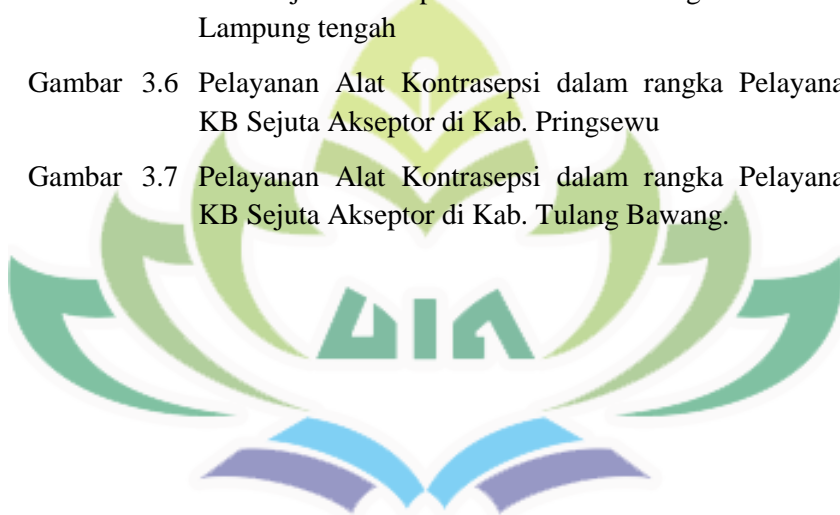 Lampung tengah
Gambar 3.6 Pelayanan Alat Kontrasepsi dalam rangka Pelayana
KB Sejuta Akseptor di Kab. Pringsewu
Gambar 3.7 Pelayanan Alat Kontrasepsi dalam rangka Pelayana
KB Sejuta Akseptor di Kab. Tulang Bawang.
UIN